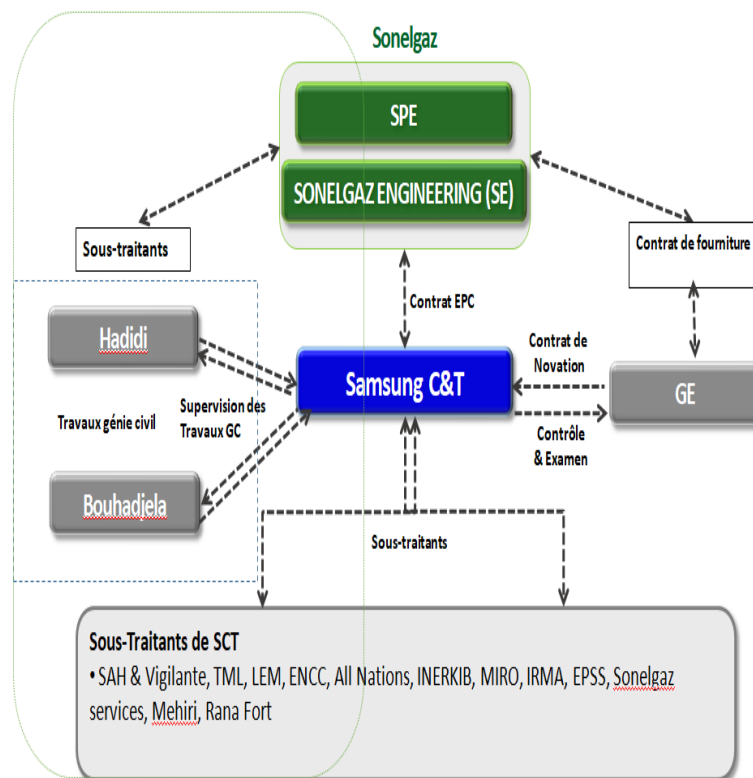 Sonelgaz
SPE
SONELGAZ ENGINEERING (SE)
Sous-traitants
Contrat de fourniture
Contrat EPC
Hadidi
Travaux génie civil
Supervision des
Travaux GC
Bouhadjela
Samsung C&T
Contrat de
Novation
GE
Contrôle
& Examen
Sous-traitants
Sous-Traitants de SCT
• SAH & Vigilante, TML, LEM, ENCC, All Nations, INERKIB, MIRO, IRMA, EPSS, Sonelgaz
services, Mehiri, Rana Fort